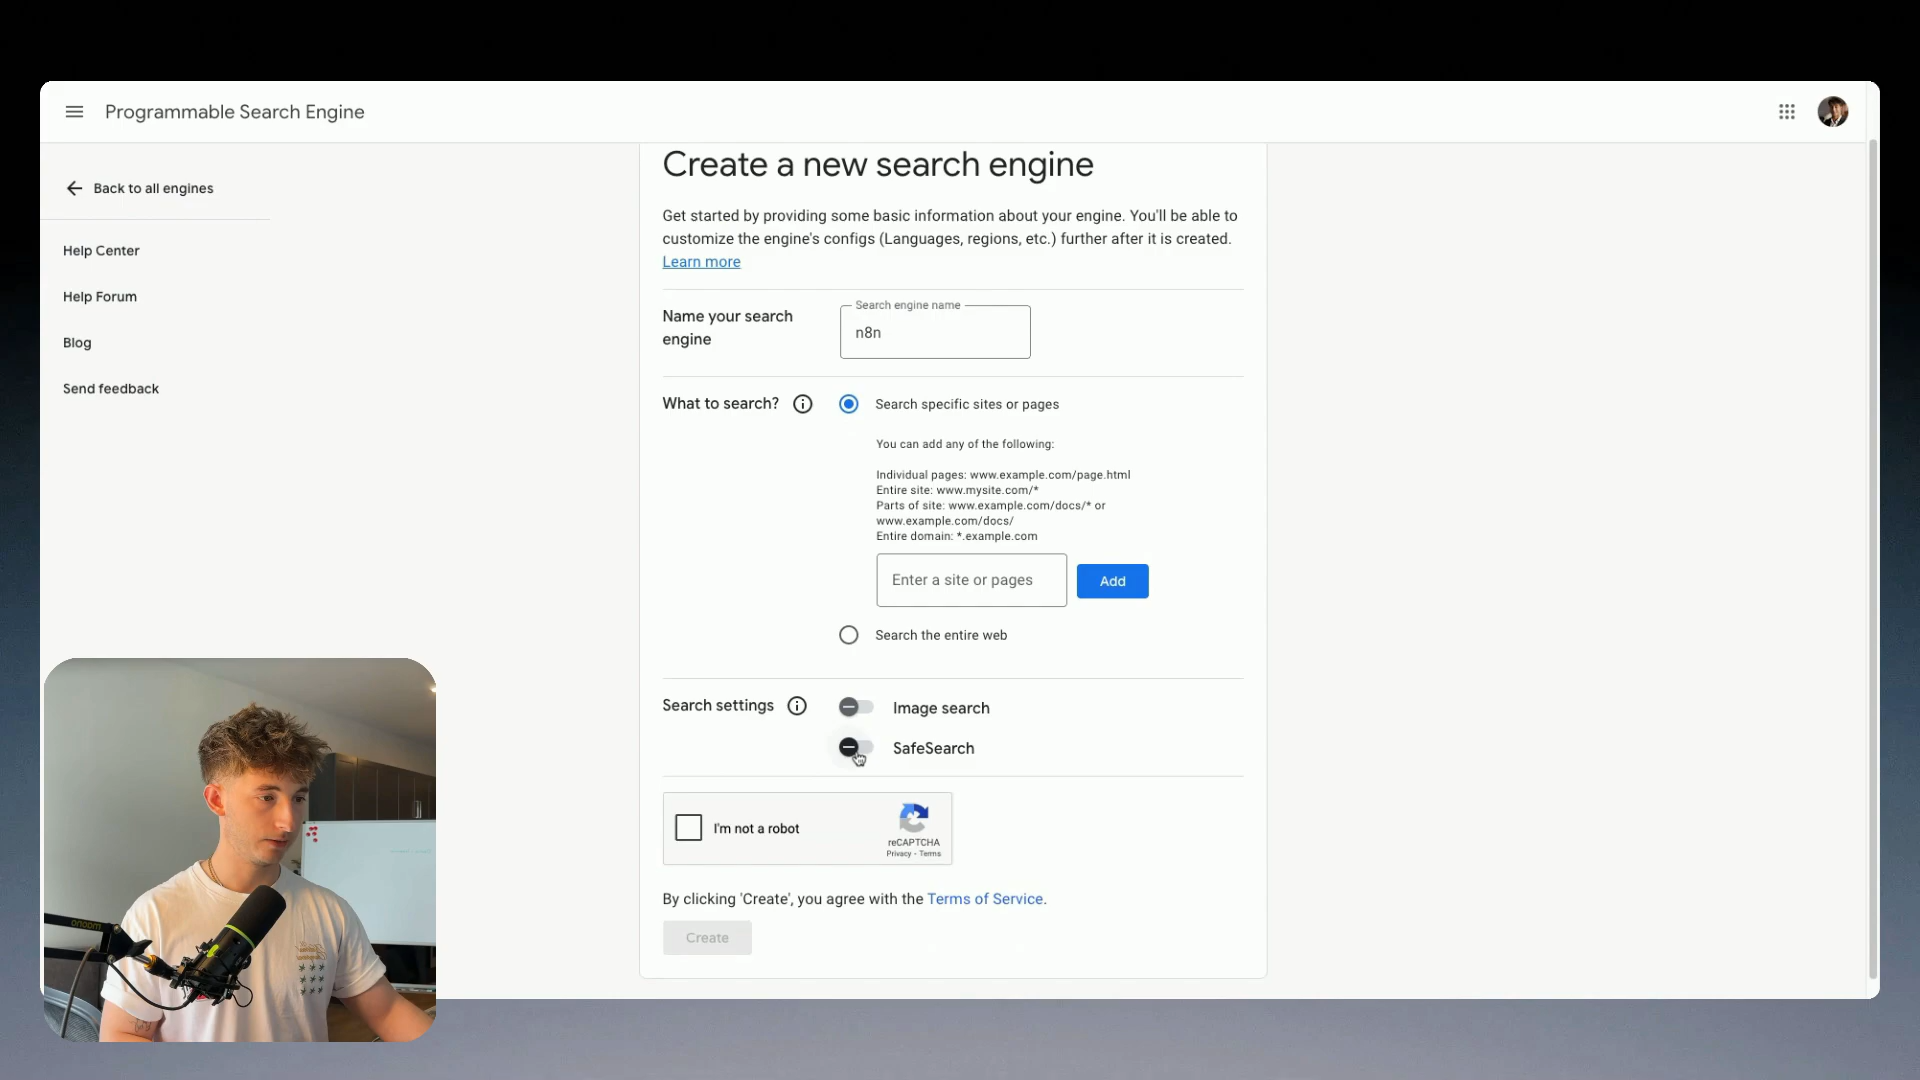 Programmable Search Engine
Back to all engines
Help Center
Help Forum
Blog
Send feedback
Create a new search engine
Get started by providing some basic information about your engine. You'll be able to
customize the engine's configs (Languages, regions, etc.) further after it is created.
Learn more
Name your search
engine
Search engine name
n8n
What to search?
Search specific sites or pages
You can add any of the following:
Individual pages: www.example.com/page.html
Entire site: www.mysite.com/*
Parts of site: www.example.com/docs/* or
www.example.com/docs/
Entire domain: *.example.com
Enter a site or pages
Add
Search the entire web
Search settings
Image search
SafeSearch
I'm not a robot
reCAPTCHA
Privacy - Terms
By clicking 'Create', you agree with the Terms of Service.
Create